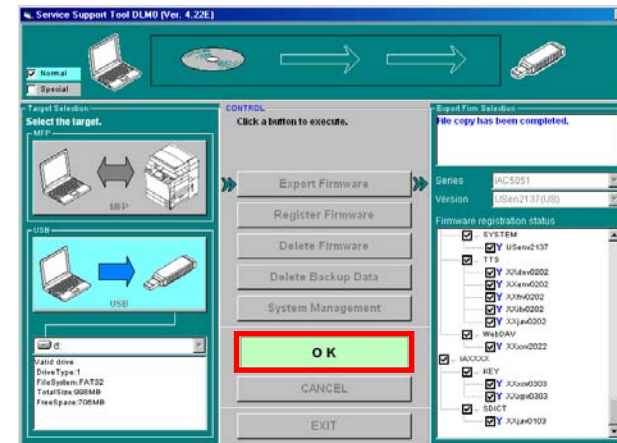 Service Support Tool DLM0 (Ver. 4.22E)
Normal
Special
Target Selection
Select the target.
MFP
MFP
USB
USB
d:
Valid drive
DriveType:1
FileSystem:FAT32
TotalSize:998MB
FreeSpace:706MB
CONTROL
Click a button to execute.
Export Firmware
Register Firmware
Delete Firmware
Delete Backup Data
System Management
OK
CANCEL
EXIT
Export Firm Selection
File copy has been completed.
Series
iAC5051
Version
USen2137(US)
Firmware registration status
SYSTEM
Y USenv2137
TTS
Y XXdev0202
Y XXenv0202
Y XXfrv0202
Y XXitv0202
Y XXjav0202
WebDAV
Y XXxxv2022
iAXXXX
KEY
Y XXxxv0303
Y XXxpv0303
SDICT
Y XXjav0103